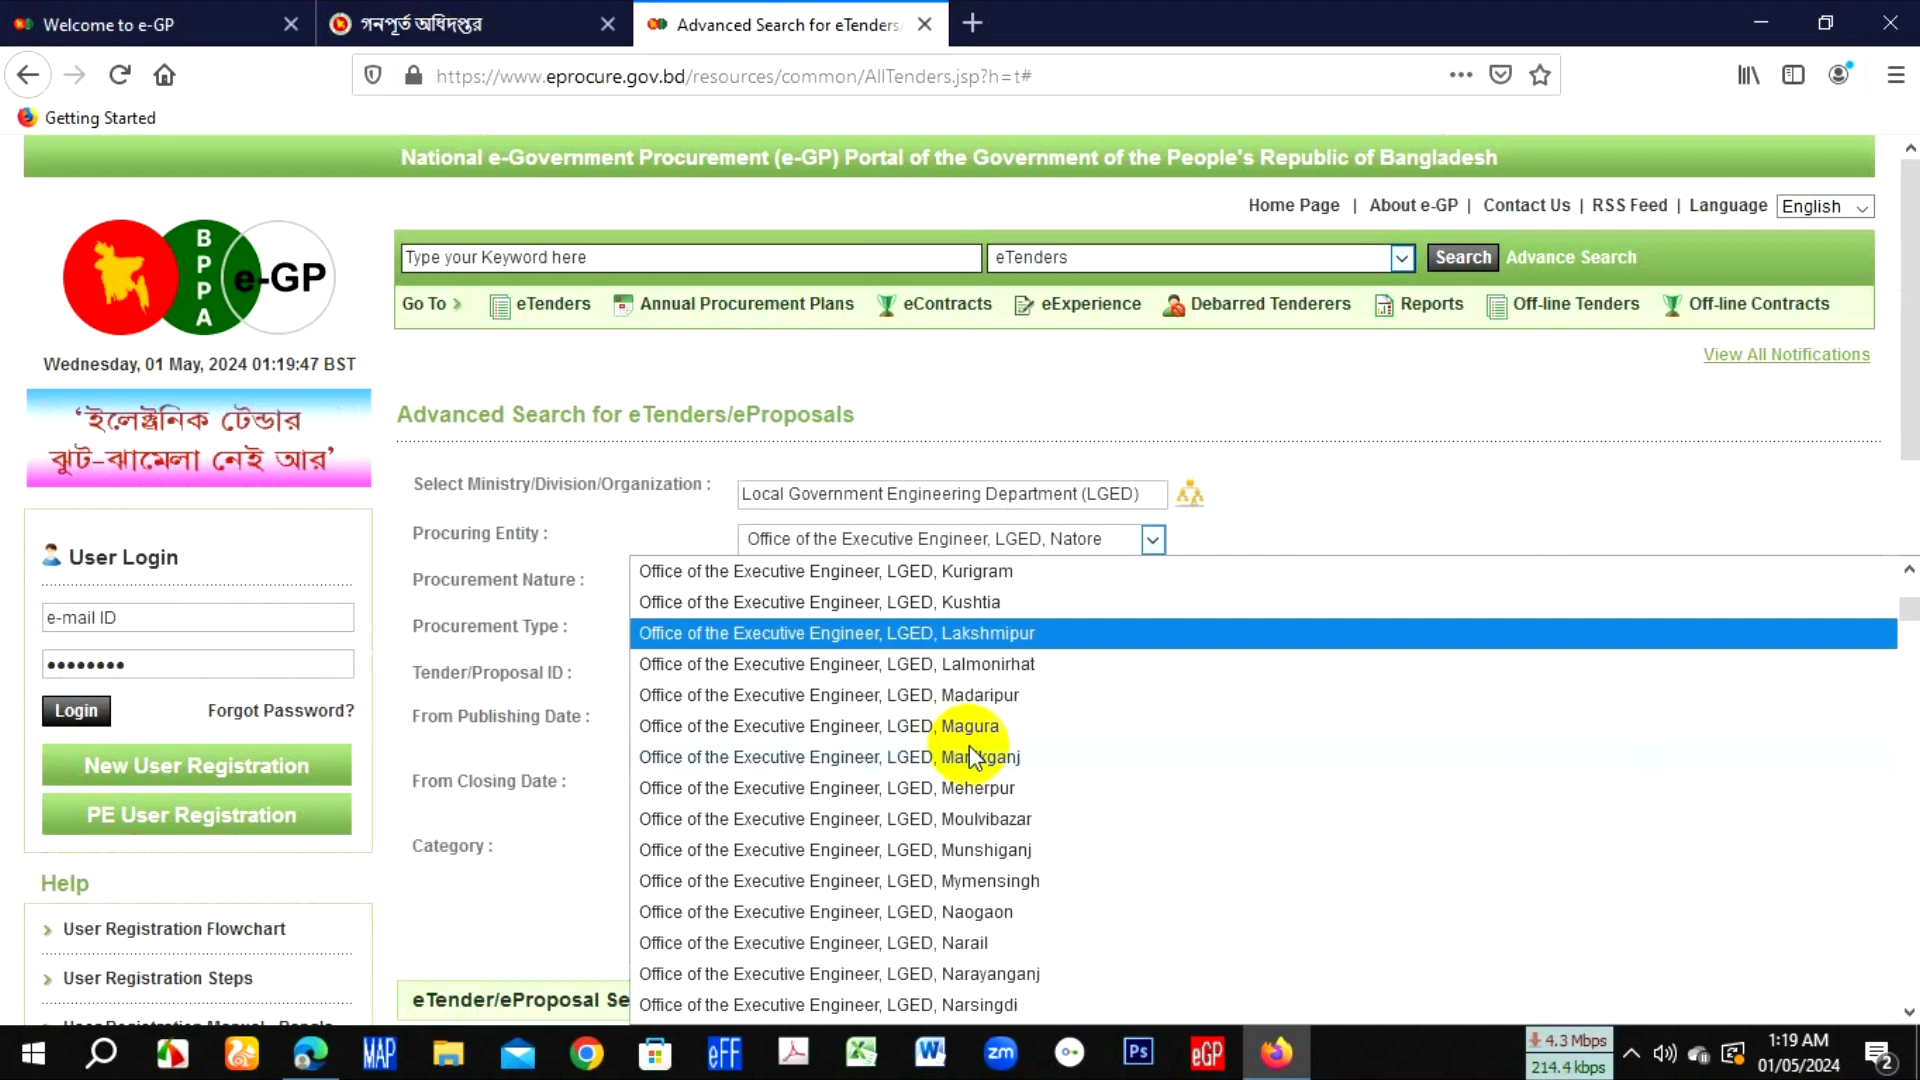 Welcome to e-GP
গনপূর্ত অধিদপ্তর
Advanced Search for eTenders/
https://www.eprocure.gov.bd/resources/common/AllTenders.jsp?h=t#
Getting Started
National e-Government Procurement (e-GP) Portal of the Government of the People's Republic of Bangladesh
Home Page | About e-GP | Contact Us | RSS Feed | Language English
BPPA e-GP
Type your Keyword here eTenders Search Advance Search
Go To eTenders Annual Procurement Plans eContracts eExperience Debarred Tenderers Reports Off-line Tenders Off-line Contracts
Wednesday, 01 May, 2024 01:19:47 BST
View All Notifications
‘ইলেক্ট্রনিক টেন্ডার
ঝুট-ঝামেলা নেই আর’
Advanced Search for eTenders/eProposals
Select Ministry/Division/Organization : Local Government Engineering Department (LGED)
Procuring Entity : Office of the Executive Engineer, LGED, Natore
User Login
e-mail ID
Login Forgot Password?
New User Registration
PE User Registration
Help
User Registration Flowchart
User Registration Steps
Procurement Nature :
Procurement Type :
Tender/Proposal ID :
From Publishing Date :
From Closing Date :
Category :
eTender/eProposal Se
Office of the Executive Engineer, LGED, Kurigram
Office of the Executive Engineer, LGED, Kushtia
Office of the Executive Engineer, LGED, Lakshmipur
Office of the Executive Engineer, LGED, Lalmonirhat
Office of the Executive Engineer, LGED, Madaripur
Office of the Executive Engineer, LGED, Magura
Office of the Executive Engineer, LGED, Manikganj
Office of the Executive Engineer, LGED, Meherpur
Office of the Executive Engineer, LGED, Moulvibazar
Office of the Executive Engineer, LGED, Munshiganj
Office of the Executive Engineer, LGED, Mymensingh
Office of the Executive Engineer, LGED, Naogaon
Office of the Executive Engineer, LGED, Narail
Office of the Executive Engineer, LGED, Narayanganj
Office of the Executive Engineer, LGED, Narsingdi
MAP
eFF
zm
Ps
eGP
4.3 Mbps
214.4 kbps
1:19 AM
01/05/2024
2